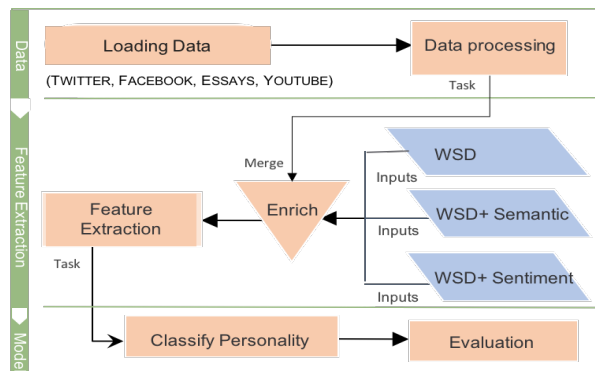 Data
Loading Data
Data processing
(TWITTER, FACEBOOK, ESSAYS, YOUTUBE)
Task
Feature Extraction
Merge
WSD
Inputs
Enrich
WSD+ Semantic
Inputs
Feature
Extraction
WSD+ Sentiment
Inputs
Task
Model
Classify Personality
Evaluation